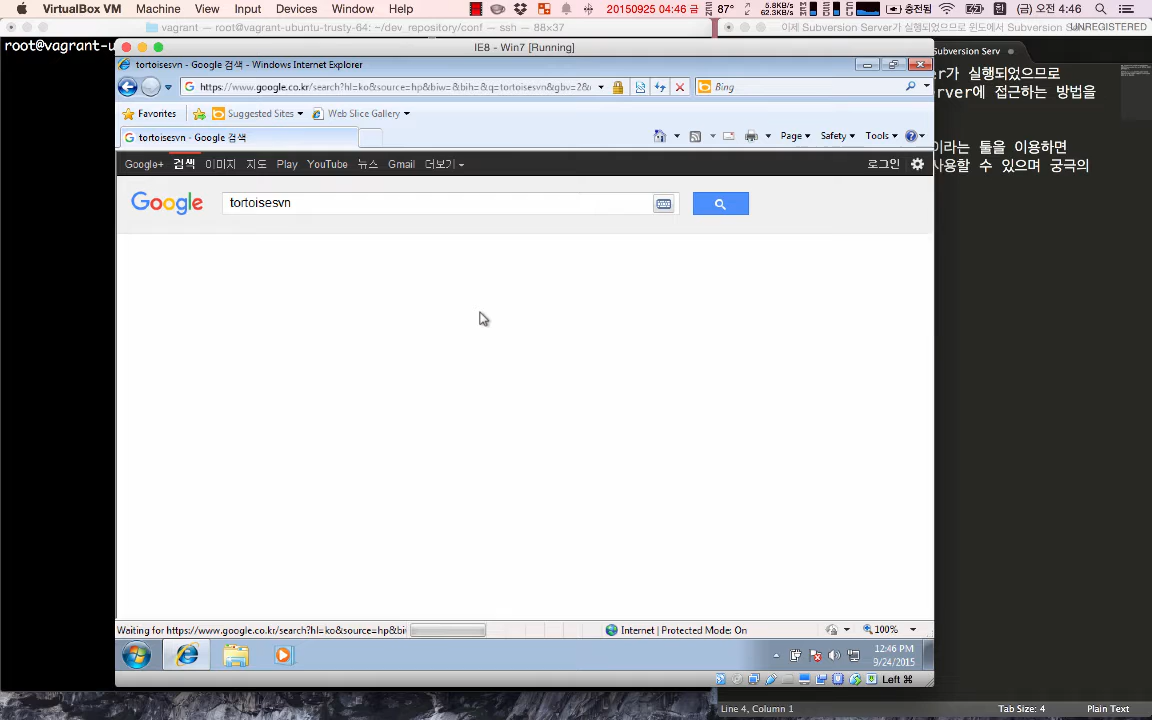 VirtualBox VM Machine View Input Devices Window Help
5.8KB/s
62.3KB/s
20150925 04:46 금
87°
충전됨
(금) 오전 4:46
vagrant — root@vagrant-ubuntu-trusty-64: ~/dev_repository/conf — ssh — 88x37
이제 Subversion Server가 실행되었으므로 윈도에서 Subversion S
UNREGISTERED
root@vagrant-u
IE8 - Win7 [Running]
Subversion Serv
tortoisesvn - Google 검색 - Windows Internet Explorer
er가 실행되었으므로
https://www.google.co.kr/search?hl=ko&source=hp&biw=&bih=&q=tortoisesvn&gbv=2&
Bing
erver에 접근하는 방법을
Favorites Suggested Sites Web Slice Gallery
tortoisesvn - Google 검색
Page Safety Tools
이라는 툴을 이용하면
Google+ 검색 이미지 지도 Play YouTube 뉴스 Gmail 더보기
로그인
사용할 수 있으며 궁극의
Google
tortoisesvn
Waiting for https://www.google.co.kr/search?hl=ko&source=hp&bi
Internet | Protected Mode: On
100%
12:46 PM
9/24/2015
Left ⌘
Line 4, Column 1
Tab Size: 4
Plain Text